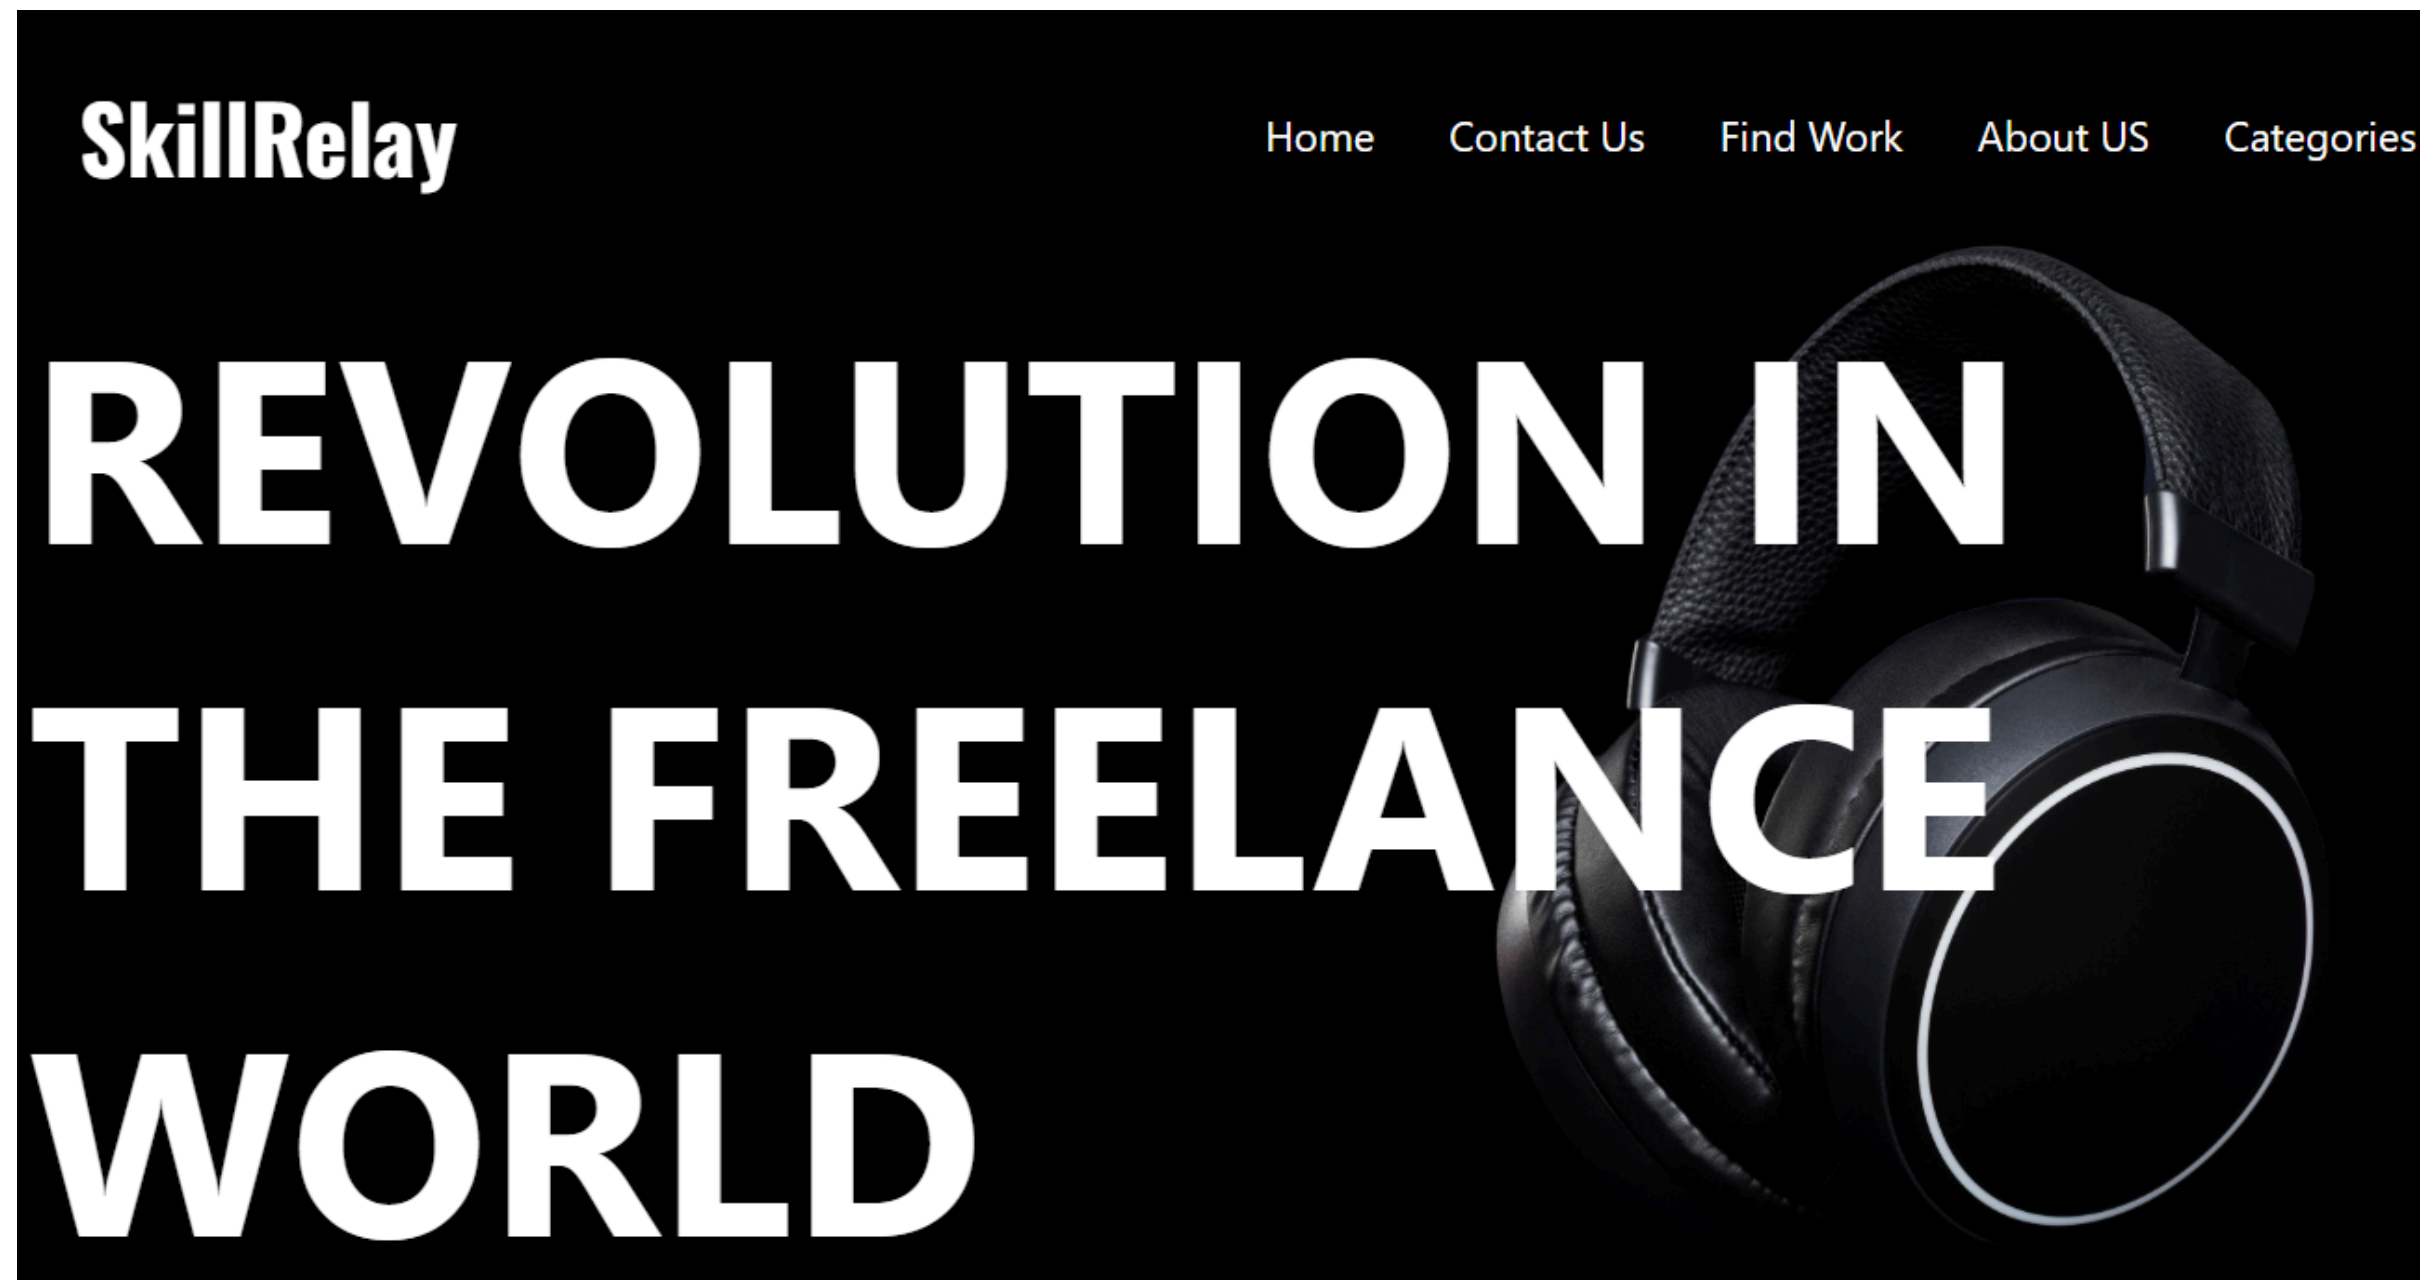 SkillRelay
Home Contact Us Find Work About US Categories
REVOLUTION IN
THE FREELANCE
WORLD